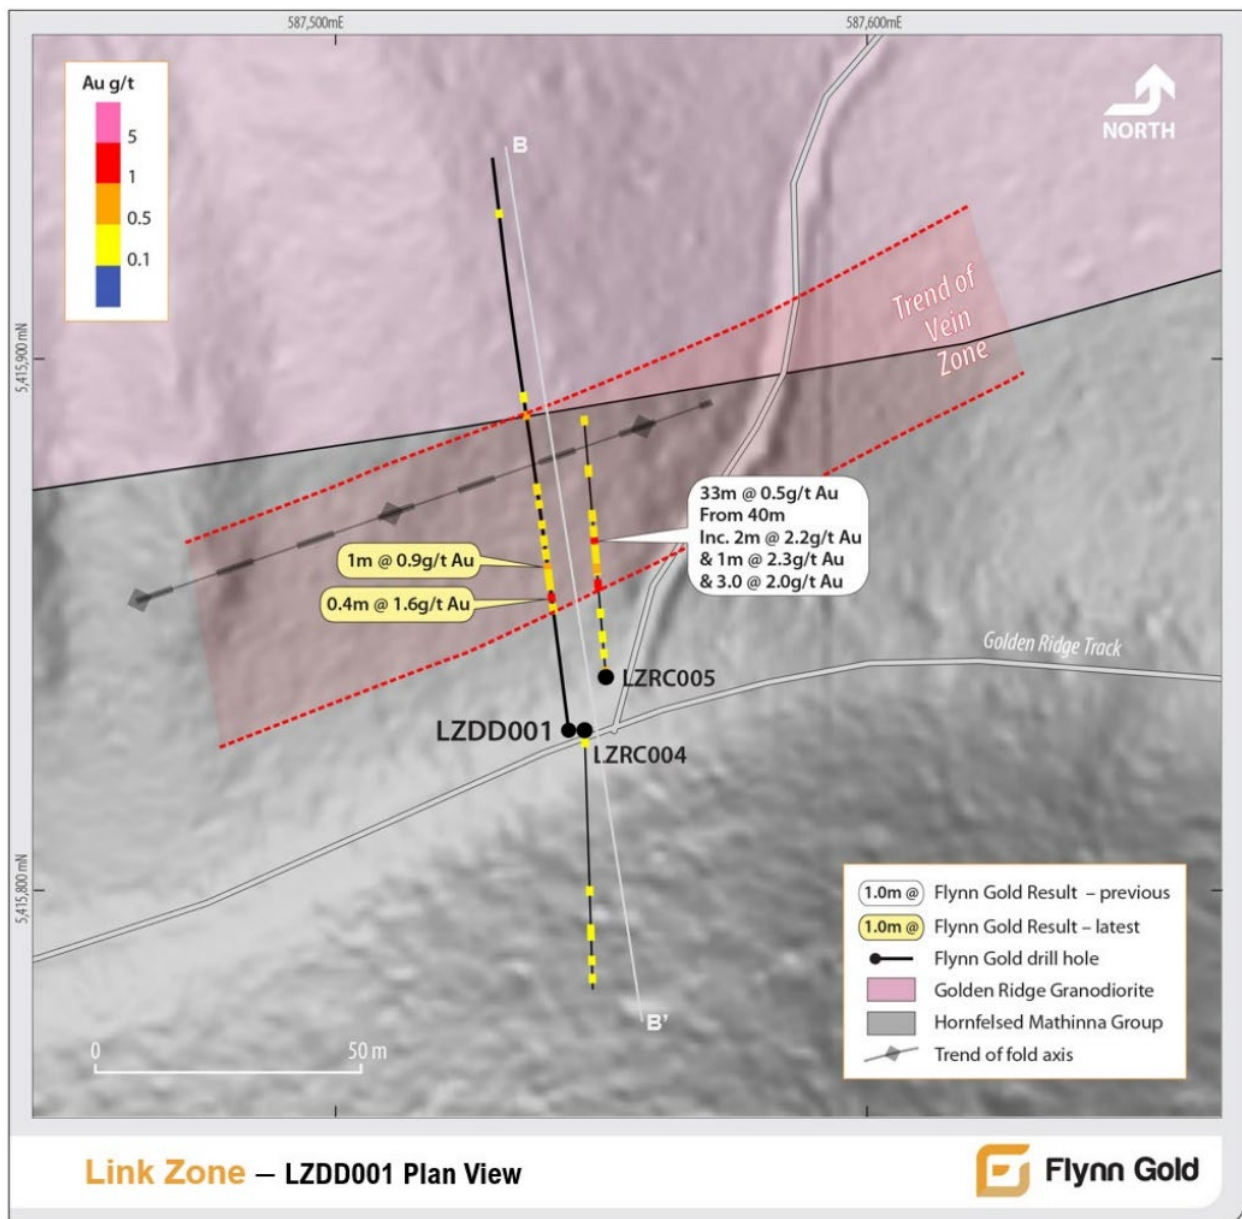 587,500mE
587,600mE
Au g/t
5
1
0.5
0.1
B
NORTH
Trend of
Vein
Zone
5,415,900 mN
33m @ 0.5g/t Au
From 40m
Inc. 2m @ 2.2g/t Au
& 1m @ 2.3g/t Au
& 3.0 @ 2.0g/t Au
1m @ 0.9g/t Au
0.4m @ 1.6g/t Au
Golden Ridge Track
LZRC005
LZDD001
LZRC004
5,415,800 mN
1.0m @ Flynn Gold Result – previous
1.0m @ Flynn Gold Result – latest
Flynn Gold drill hole
Golden Ridge Granodiorite
Hornfelsed Mathinna Group
Trend of fold axis
B'
0 50 m
Link Zone – LZDD001 Plan View
Flynn Gold